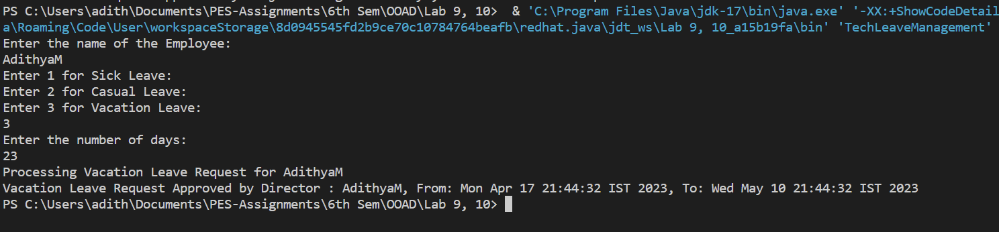 PS C:\Users\adith\Documents\PES-Assignments\6th Sem\OOAD\Lab 9, 10>  & 'C:\Program Files\Java\jdk-17\bin\java.exe' '-XX:+ShowCodeDetail
a\Roaming\Code\User\workspaceStorage\8d0945545fd2b9ce70c10784764beafb\redhat.java\jdt_ws\Lab 9, 10_a15b19fa\bin' 'TechLeaveManagement'
Enter the name of the Employee:
AdithyaM
Enter 1 for Sick Leave:
Enter 2 for Casual Leave:
Enter 3 for Vacation Leave:
3
Enter the number of days:
23
Processing Vacation Leave Request for AdithyaM
Vacation Leave Request Approved by Director : AdithyaM, From: Mon Apr 17 21:44:32 IST 2023, To: Wed May 10 21:44:32 IST 2023
PS C:\Users\adith\Documents\PES-Assignments\6th Sem\OOAD\Lab 9, 10>